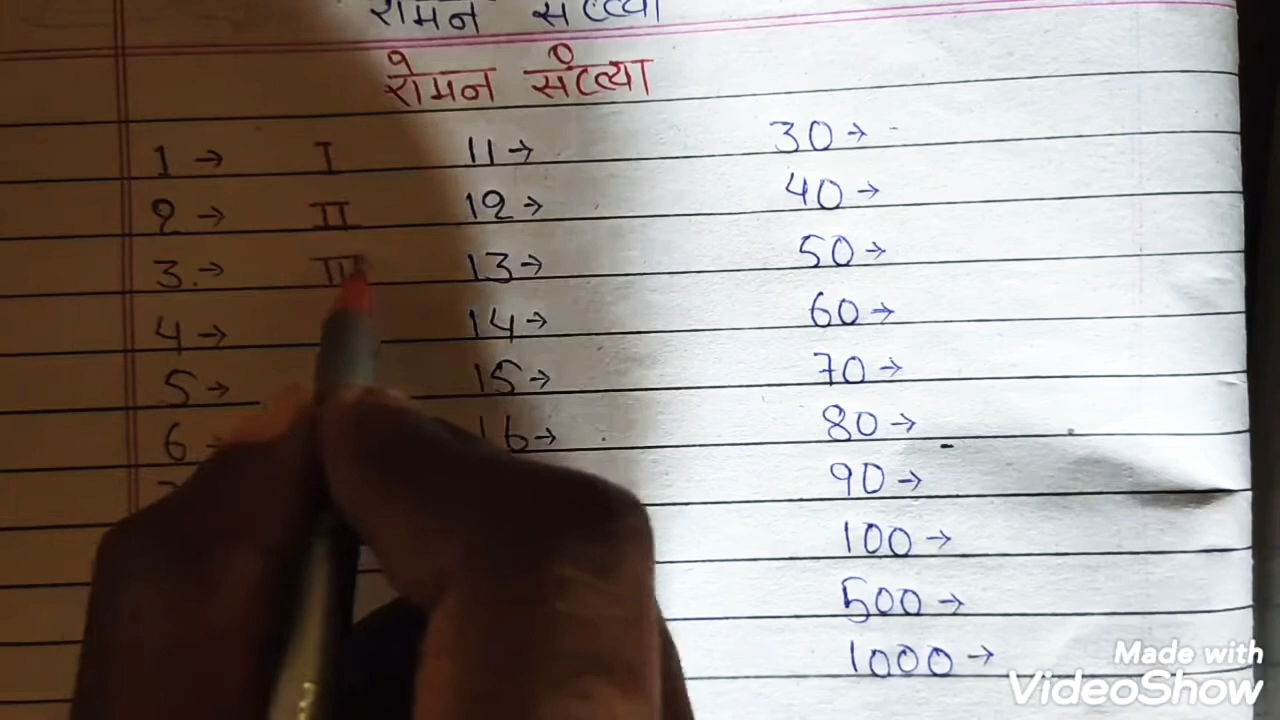 रोमन संख्या
रोमन संख्या
1 → I 11 → 30 →
2 → II 12 → 40 →
3 → III 13 → 50 →
4 → 14 → 60 →
5 → 15 → 70 →
6 → 16 → 80 →
90 →
100 →
500 →
1000 →
Made with
VideoShow